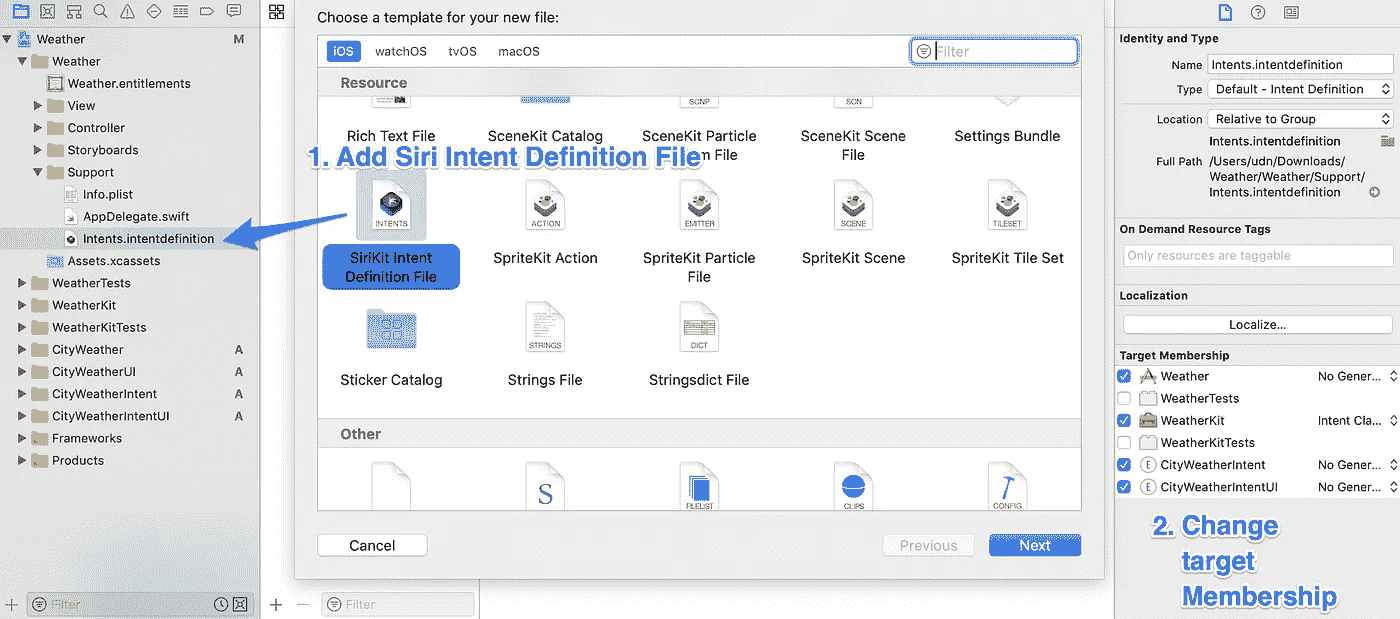 Weather M
Weather
Weather.entitlements
View
Controller
Storyboards
Support
Info.plist
AppDelegate.swift
Intents.intentdefinition
Assets.xcassets
WeatherTests
WeatherKit
WeatherKitTests
CityWeather A
CityWeatherUI A
CityWeatherIntent A
CityWeatherIntentUI A
Frameworks
Products
Filter
Choose a template for your new file:
iOS watchOS tvOS macOS
Filter
Resource
SCNP SCN
Rich Text File
SceneKit Catalog
SceneKit Particle
m File
SceneKit Scene
File
Settings Bundle
1. Add Siri Intent Definition File
INTENTS
SiriKit Intent
Definition File
ACTION
SpriteKit Action
EMITTER
SpriteKit Particle
File
SCENE
SpriteKit Scene
TILESET
SpriteKit Tile Set
Sticker Catalog
STRINGS
Strings File
DICT
Stringsdict File
Other
S
FILELIST
CLIPS
CONFIG
Cancel
Previous
Next
Filter
Identity and Type
Name Intents.intentdefinition
Type Default - Intent Definition
Location Relative to Group
Intents.intentdefinition
Full Path /Users/udn/Downloads/
Weather/Weather/Support/
Intents.intentdefinition
On Demand Resource Tags
Only resources are taggable
Localization
Localize...
Target Membership
Weather No Gener...
WeatherTests
WeatherKit Intent Cla...
WeatherKitTests
E CityWeatherIntent No Gener...
E CityWeatherIntentUI No Gener...
2. Change
target
Membership